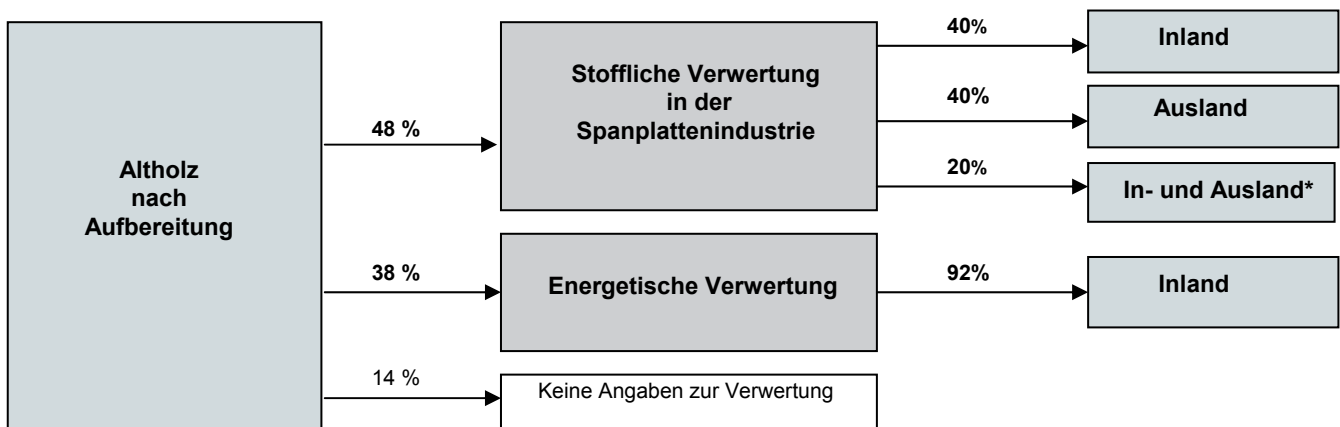 Altholz
nach
Aufbereitung
48 %
Stoffliche Verwertung
in der
Spanplattenindustrie
40%
Inland
40%
Ausland
20%
In- und Ausland*
38 %
Energetische Verwertung
92%
Inland
14 %
Keine Angaben zur Verwertung